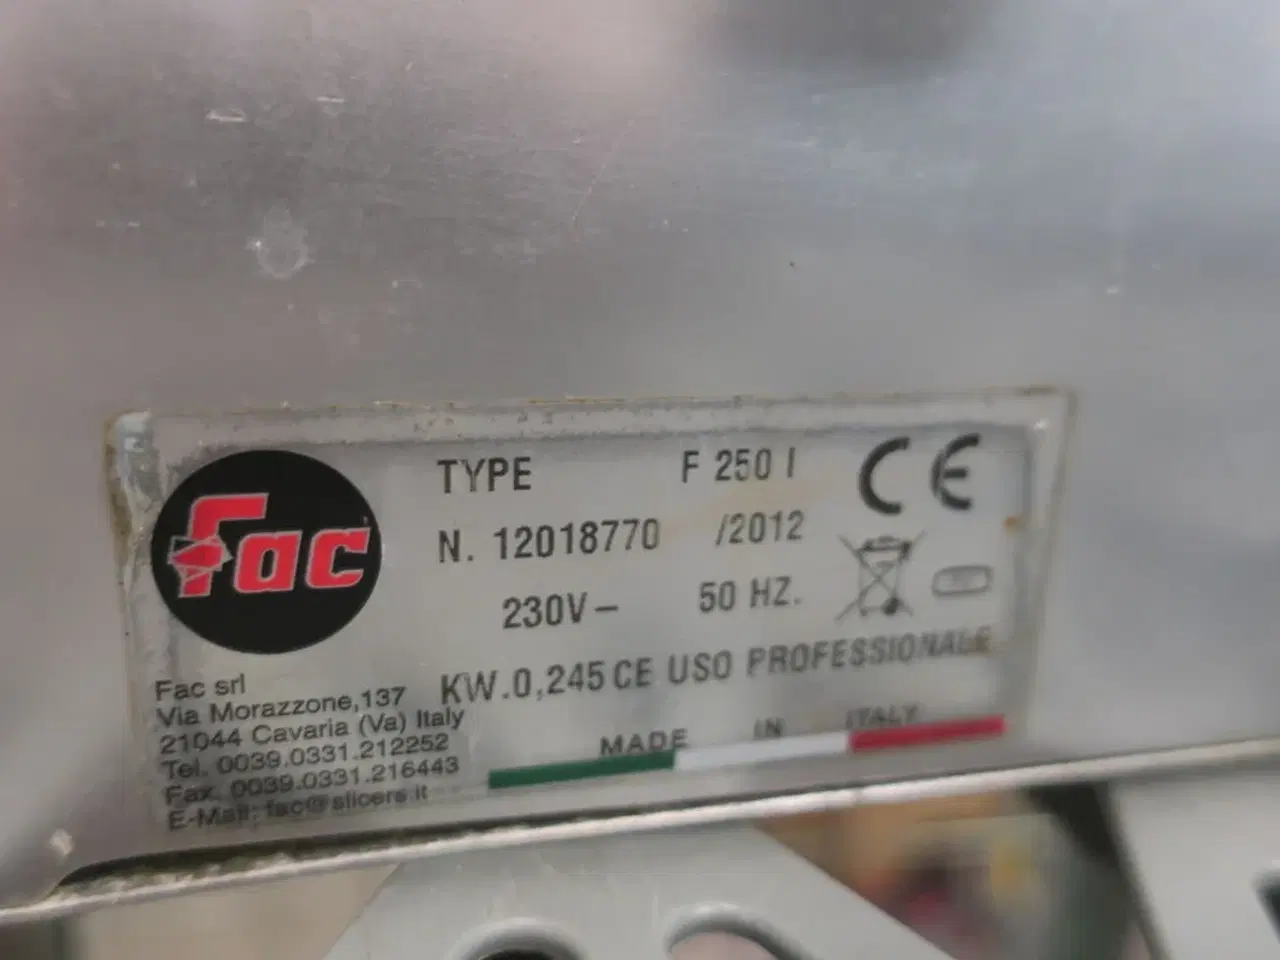 Fac
TYPE F 250 I
N. 12018770 /2012
230V – 50 HZ.
KW.0,245 CE USO PROFESSIONALE
MADE IN ITALY
CE
Fac srl
Via Morazzone,137
21044 Cavaria (Va) Italy
Tel. 0039.0331.212252
Fax. 0039.0331.216443
E-Mail: fac@slicers.it